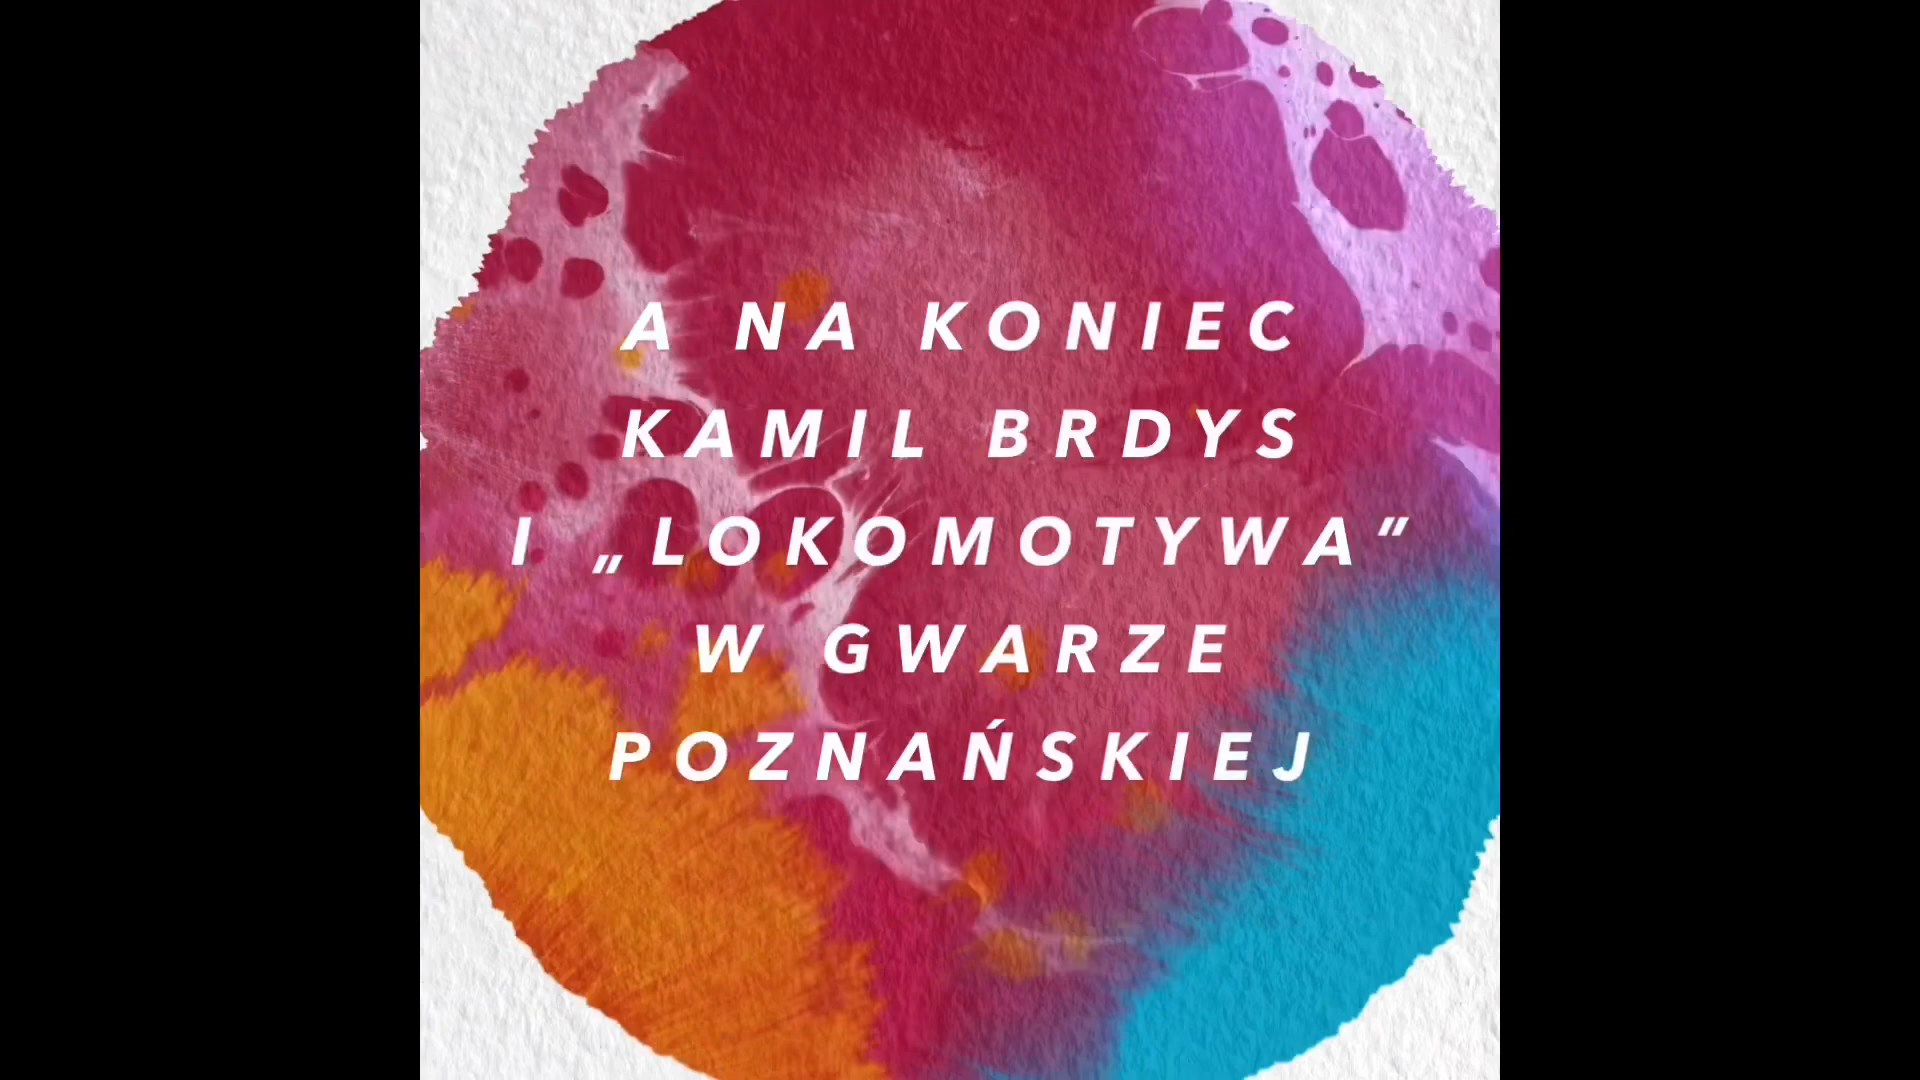 A NA KONIEC
KAMIL BRDYS
I „LOKOMOTYWA”
W GWARZE
POZNAŃSKIEJ